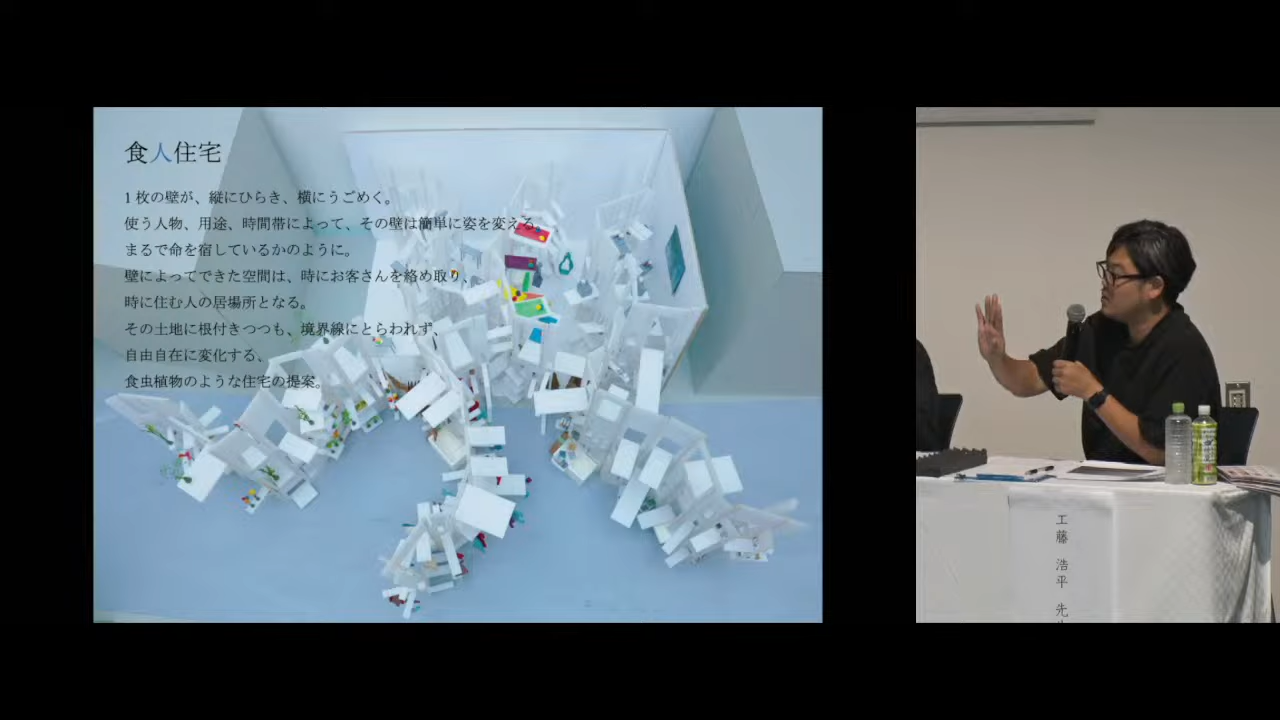 食人住宅
1枚の壁が、縦にひらき、横にうごめく。
使う人物、用途、時間帯によって、その壁は簡単に姿を変える。
まるで命を宿しているかのように。
壁によってできた空間は、時にお客さんを絡め取り、
時に住む人の居場所となる。
その土地に根付きつつも、境界線にとらわれず、
自由自在に変化する、
食虫植物のような住宅の提案。
工藤 浩平 先